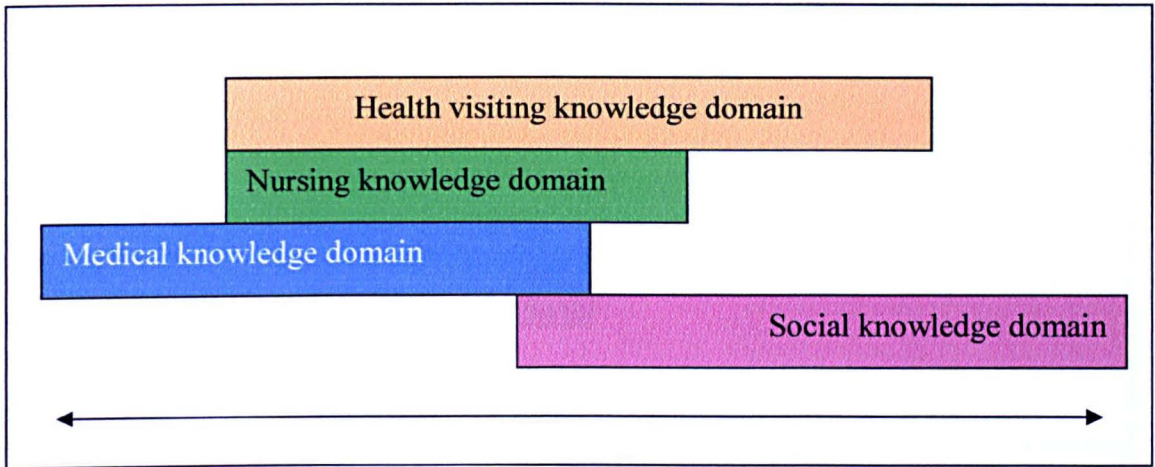 Health visiting knowledge domain
Nursing knowledge domain
Medical knowledge domain
Social knowledge domain